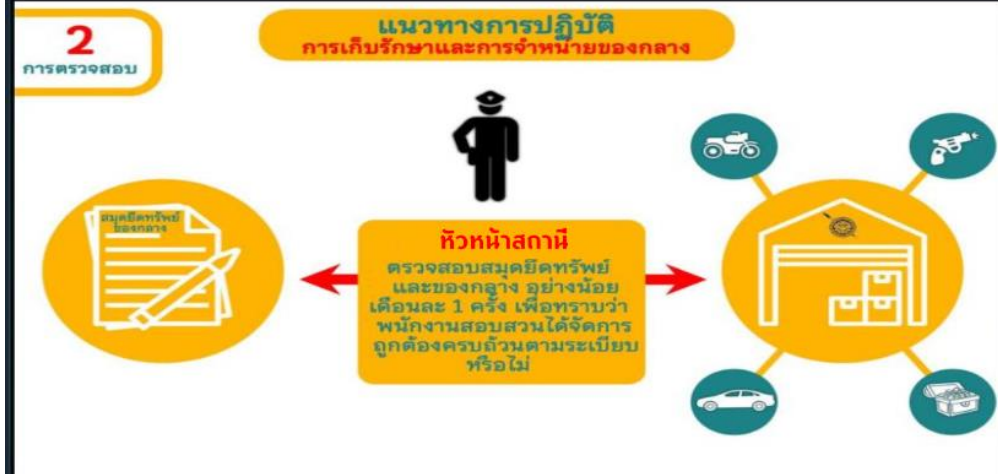 2
การตรวจสอบ
แนวทางการปฏิบัติ
การเก็บรักษาและการจำหน่ายของกลาง
สมุดยึดทรัพย์
ของกลาง
หัวหน้าสถานี
ตรวจสอบสมุดยึดทรัพย์
และของกลาง อย่างน้อย
เดือนละ 1 ครั้ง เพื่อทราบว่า
พนักงานสอบสวนได้จัดการ
ถูกต้องครบถ้วนตามระเบียบ
หรือไม่